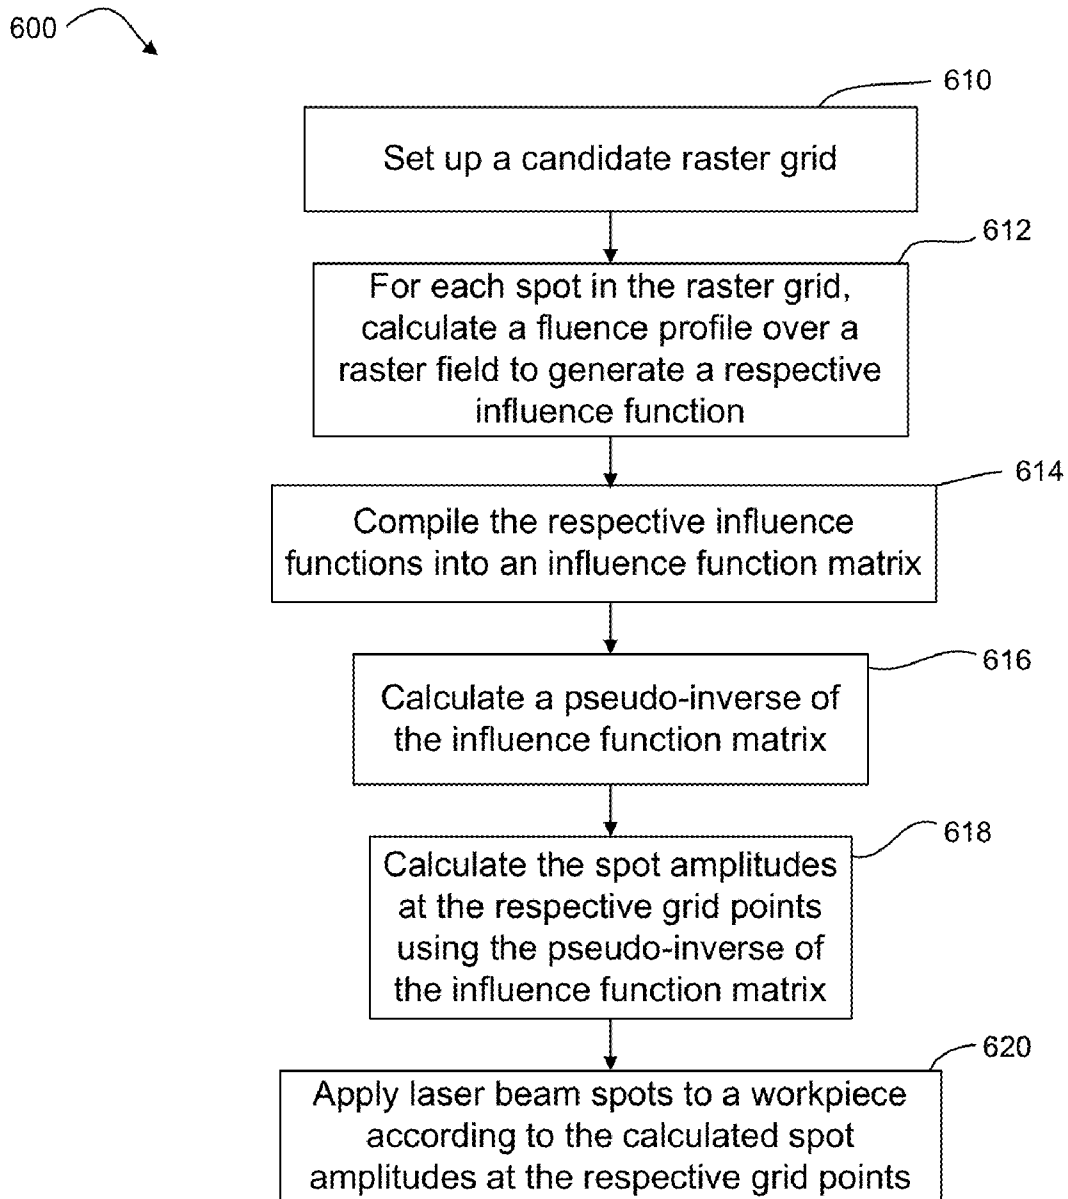 600
610
Set up a candidate raster grid
612
For each spot in the raster grid,
calculate a fluence profile over a
raster field to generate a respective
influence function
614
Compile the respective influence
functions into an influence function matrix
616
Calculate a pseudo-inverse of
the influence function matrix
618
Calculate the spot amplitudes
at the respective grid points
using the pseudo-inverse of
the influence function matrix
620
Apply laser beam spots to a workpiece
according to the calculated spot
amplitudes at the respective grid points